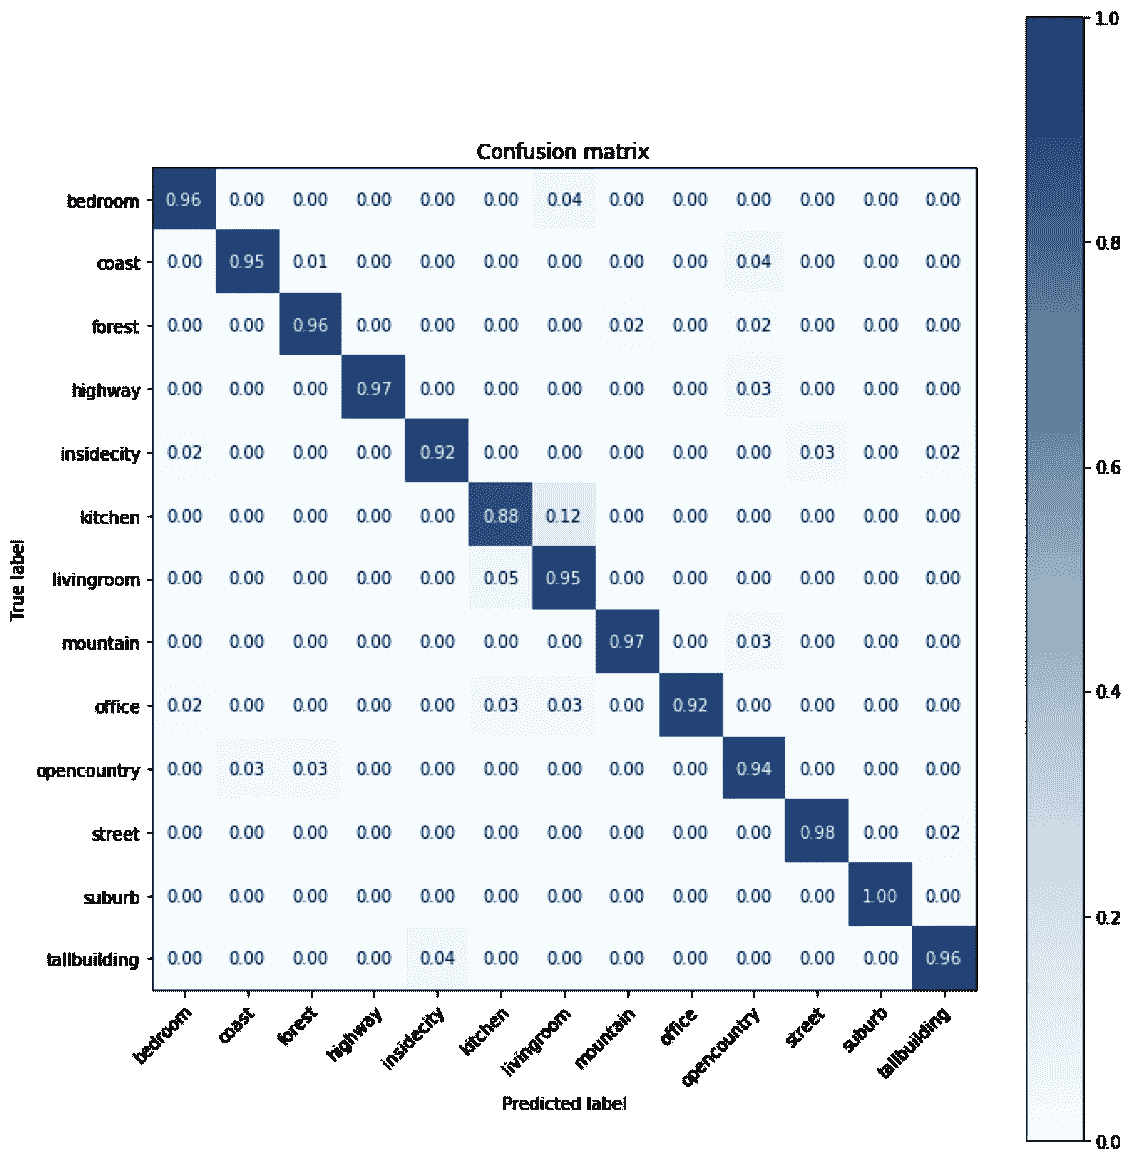 Confusion matrix
1.0
0.8
0.6
0.4
0.2
0.0
True label
bedroom 0.96 0.00 0.00 0.00 0.00 0.00 0.04 0.00 0.00 0.00 0.00 0.00 0.00
coast 0.00 0.95 0.01 0.00 0.00 0.00 0.00 0.00 0.00 0.04 0.00 0.00 0.00
forest 0.00 0.00 0.96 0.00 0.00 0.00 0.00 0.02 0.00 0.02 0.00 0.00 0.00
highway 0.00 0.00 0.00 0.97 0.00 0.00 0.00 0.00 0.00 0.03 0.00 0.00 0.00
insidecity 0.02 0.00 0.00 0.00 0.92 0.00 0.00 0.00 0.00 0.00 0.03 0.00 0.02
kitchen 0.00 0.00 0.00 0.00 0.00 0.88 0.12 0.00 0.00 0.00 0.00 0.00 0.00
livingroom 0.00 0.00 0.00 0.00 0.00 0.05 0.95 0.00 0.00 0.00 0.00 0.00 0.00
mountain 0.00 0.00 0.00 0.00 0.00 0.00 0.00 0.97 0.00 0.03 0.00 0.00 0.00
office 0.02 0.00 0.00 0.00 0.00 0.03 0.03 0.00 0.92 0.00 0.00 0.00 0.00
opencountry 0.00 0.03 0.03 0.00 0.00 0.00 0.00 0.00 0.00 0.94 0.00 0.00 0.00
street 0.00 0.00 0.00 0.00 0.00 0.00 0.00 0.00 0.00 0.00 0.98 0.00 0.02
suburb 0.00 0.00 0.00 0.00 0.00 0.00 0.00 0.00 0.00 0.00 0.00 1.00 0.00
tallbuilding 0.00 0.00 0.00 0.00 0.04 0.00 0.00 0.00 0.00 0.00 0.00 0.00 0.96
bedroom coast forest highway insidecity kitchen livingroom mountain office opencountry street suburb tallbuilding
Predicted label